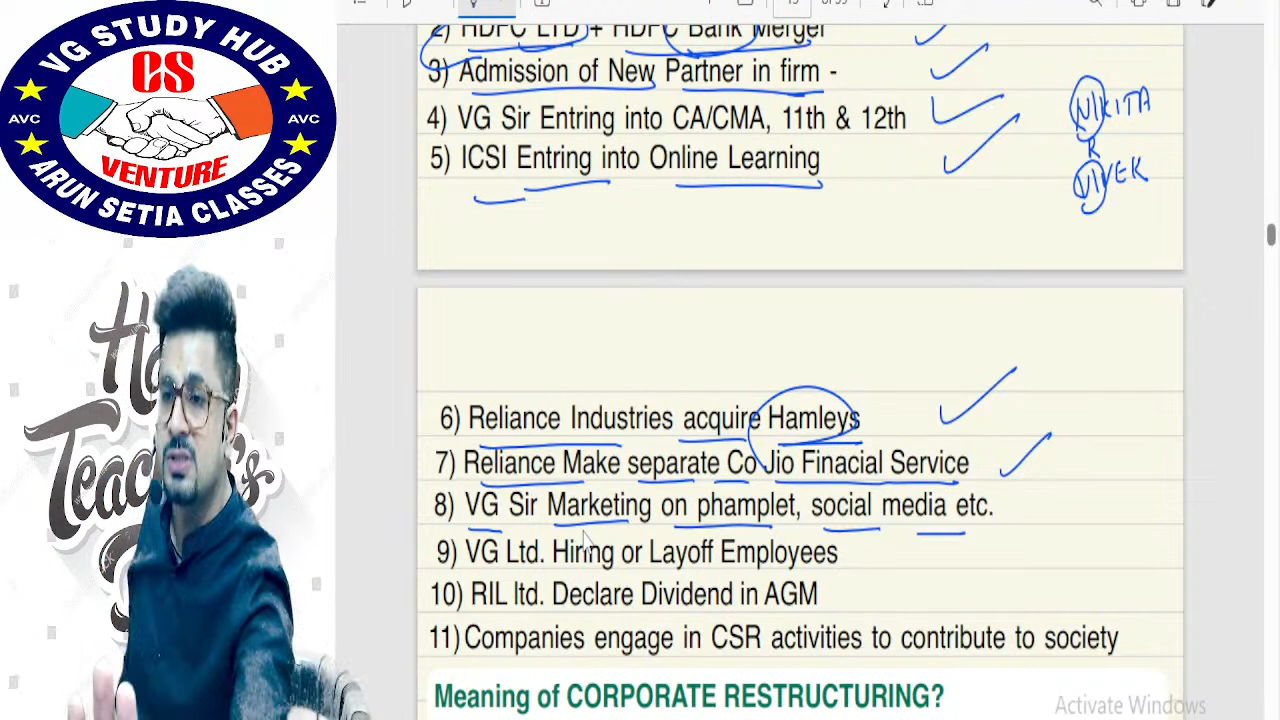 VG STUDY HUB
CS
AVC
AVC
VENTURE
ARUN SETIA CLASSES
Teacher's
2) HDFC LTD + HDFC Bank Merger
3) Admission of New Partner in firm -
4) VG Sir Entring into CA/CMA, 11th & 12th
5) ICSI Entring into Online Learning
NIKITA
R
VIVEK
6) Reliance Industries acquire Hamleys
7) Reliance Make separate Co Jio Finacial Service
8) VG Sir Marketing on phamplet, social media etc.
9) VG Ltd. Hiring or Layoff Employees
10) RIL ltd. Declare Dividend in AGM
11) Companies engage in CSR activities to contribute to society
Meaning of CORPORATE RESTRUCTURING?
Activate Windows